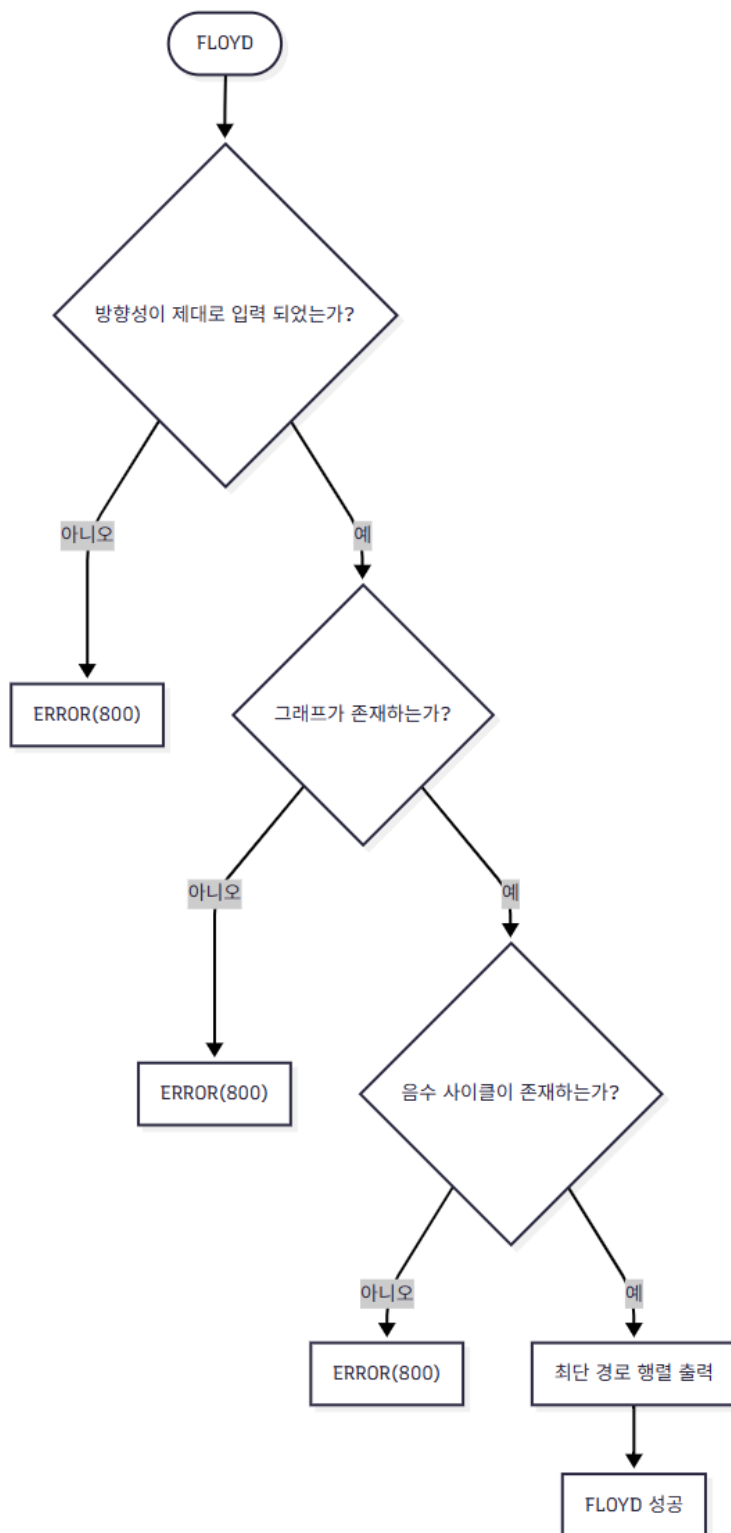 FLOYD
방향성이 제대로 입력 되었는가?
아니오
예
ERROR(800)
그래프가 존재하는가?
아니오
예
ERROR(800)
음수 사이클이 존재하는가?
아니오
예
ERROR(800)
최단 경로 행렬 출력
FLOYD 성공